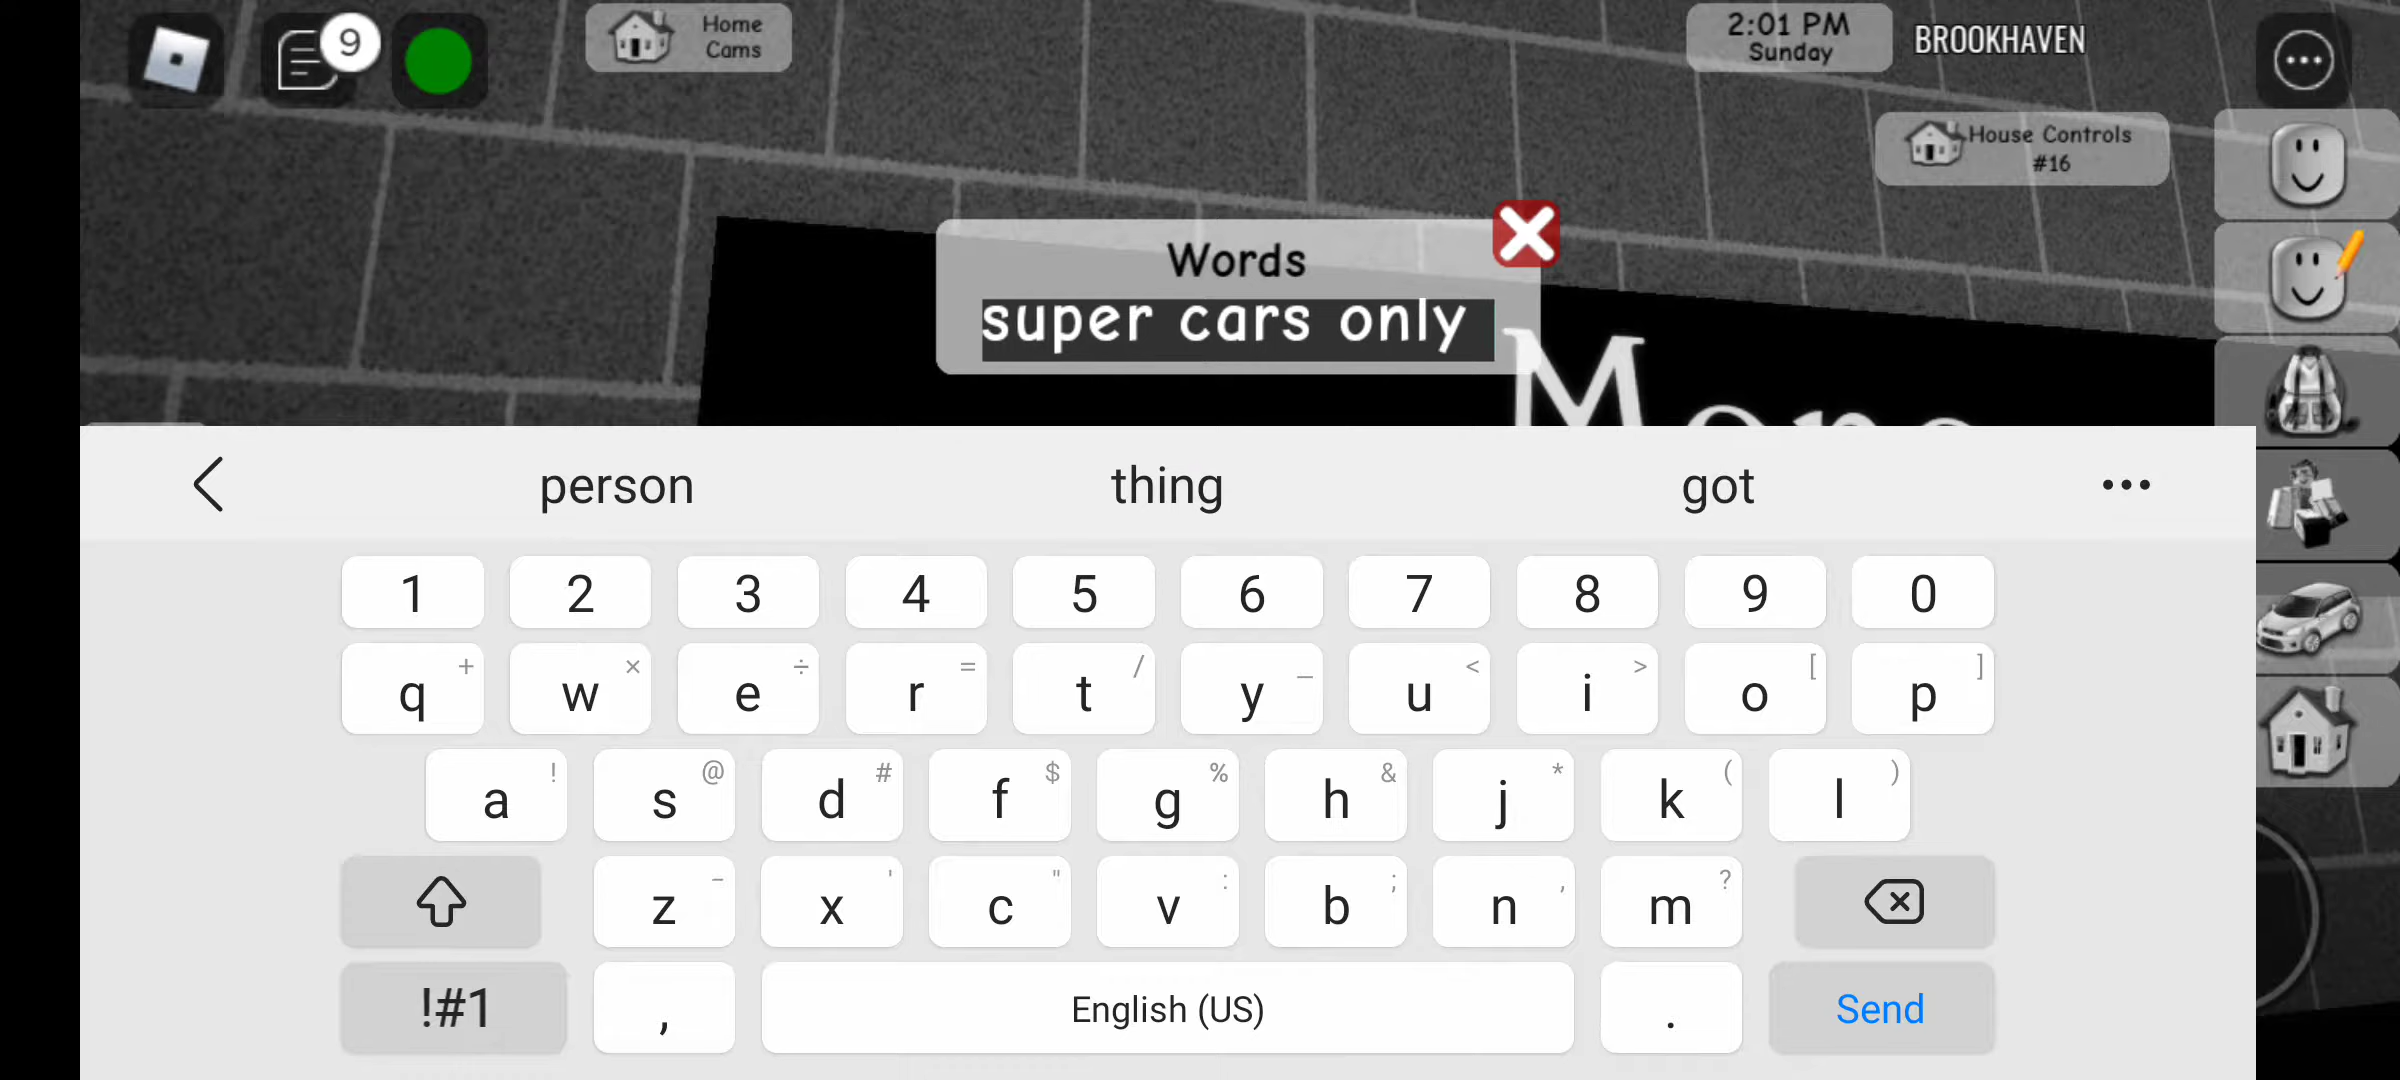 9
Home
Cams
2:01 PM
Sunday
BROOKHAVEN
House Controls
#16
Words
super cars only
person
thing
got
1 2 3 4 5 6 7 8 9 0
q + w × e ÷ r = t / y _ u < i > o [ p ]
a ! s @ d # f $ g % h & j * k ( l )
z - x ' c " v : b ; n , m ?
!#1 , English (US) . Send